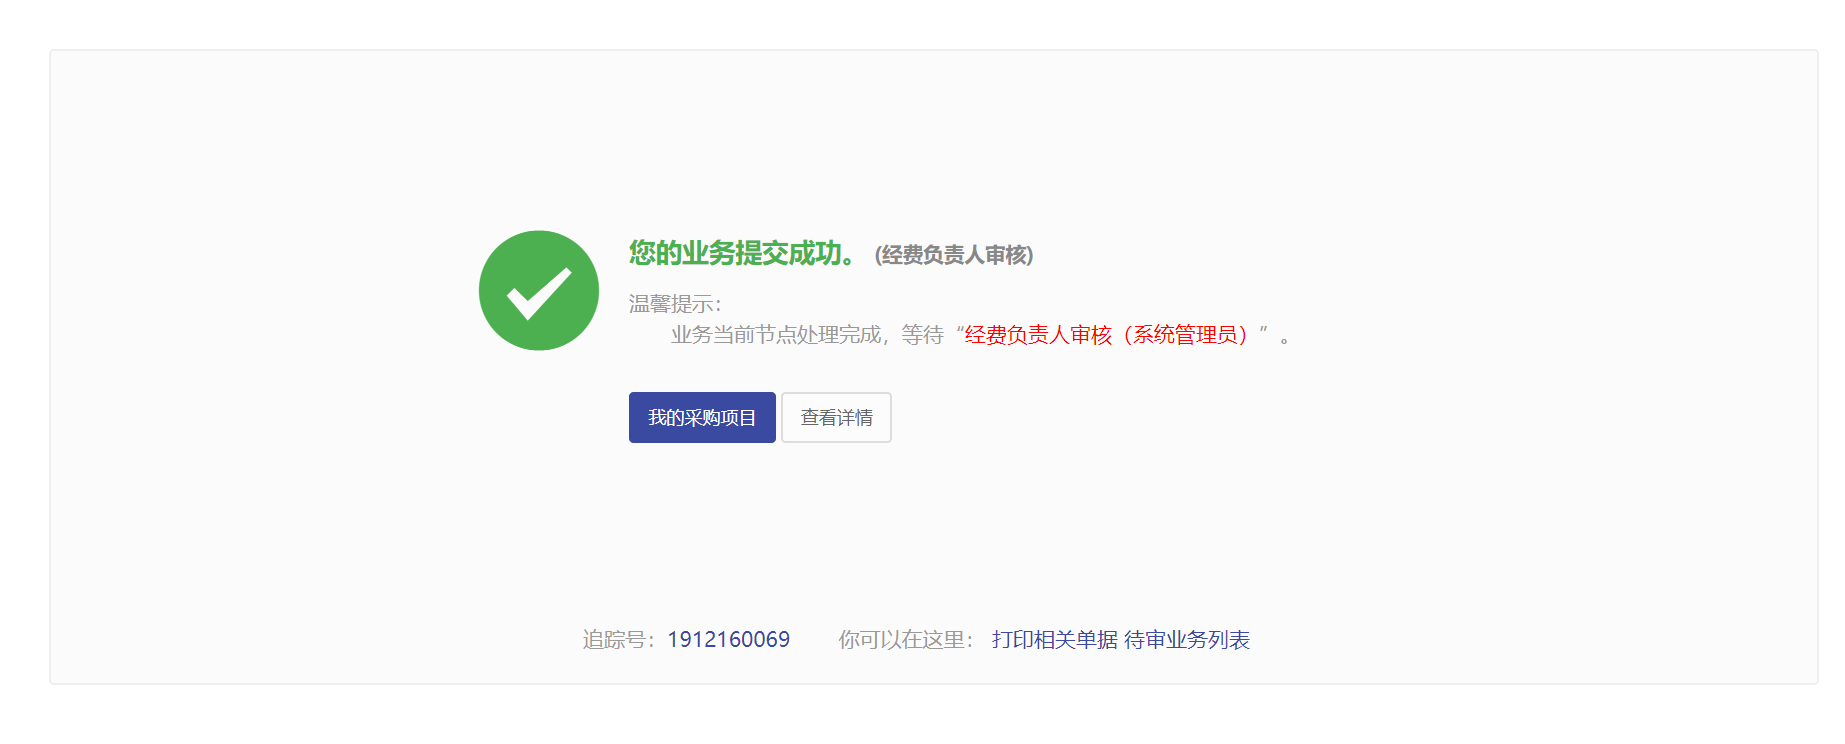 您的业务提交成功。 (经费负责人审核)
温馨提示：
业务当前节点处理完成，等待“经费负责人审核（系统管理员）”。
我的采购项目 查看详情
追踪号：1912160069 你可以在这里： 打印相关单据 待审业务列表